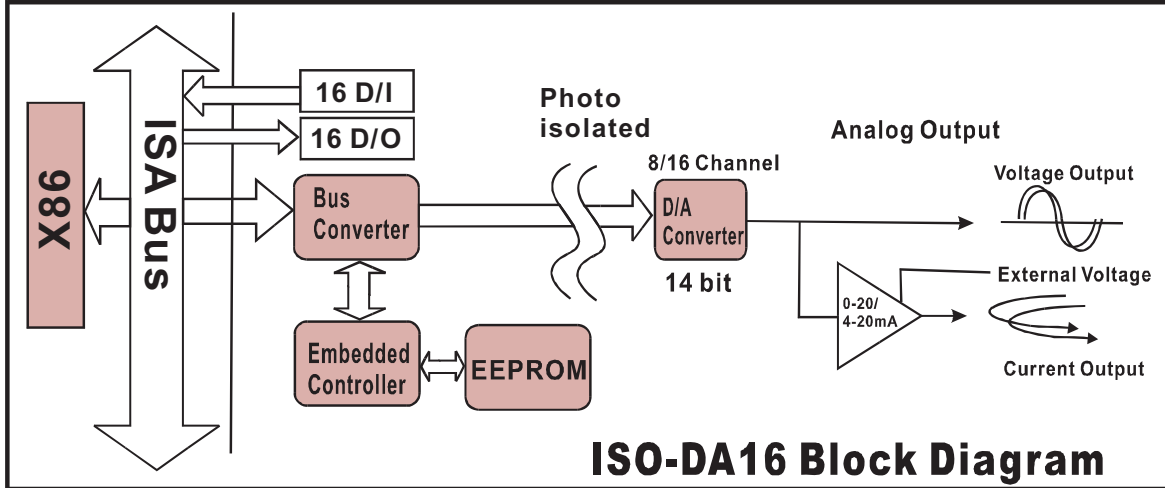 X86
ISA Bus
16 D/I
16 D/O
Bus
Converter
Embedded
Controller
EEPROM
Photo
isolated
8/16 Channel
D/A
Converter
14 bit
Analog Output
Voltage Output
External Voltage
0-20/
4-20mA
Current Output
ISO-DA16 Block Diagram